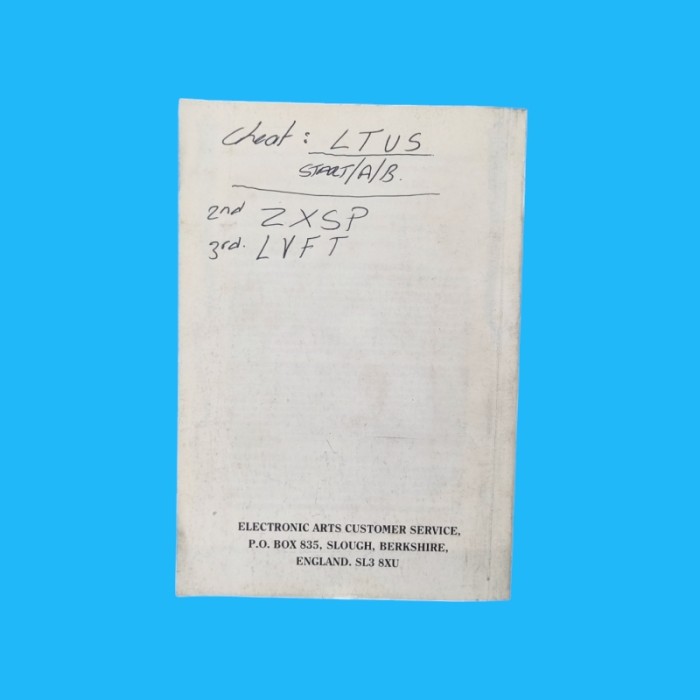 Cheat: LTUS
START/A/B.
2nd ZXSP
3rd. LVFT
ELECTRONIC ARTS CUSTOMER SERVICE,
P.O. BOX 835, SLOUGH, BERKSHIRE,
ENGLAND. SL3 8XU